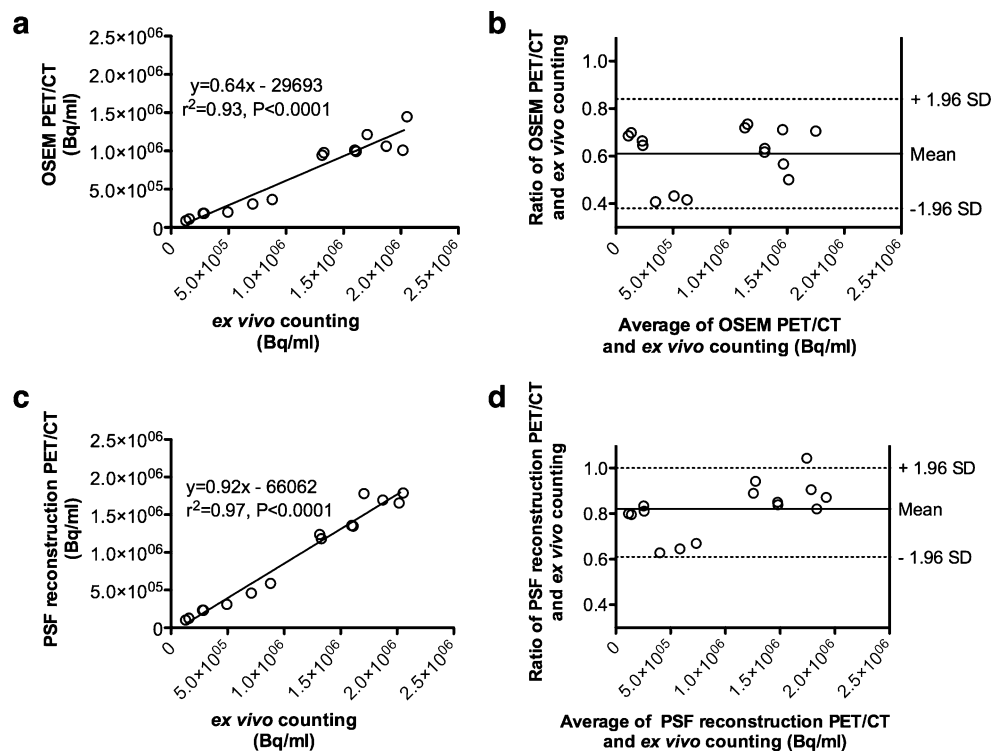 a
OSEM PET/CT
(Bq/ml)
2.5×10⁰⁶
2.0×10⁰⁶
1.5×10⁰⁶
1.0×10⁰⁶
5.0×10⁰⁵
0
y=0.64x - 29693
r²=0.93, P<0.0001
0
5.0×10⁰⁵
1.0×10⁰⁶
1.5×10⁰⁶
2.0×10⁰⁶
2.5×10⁰⁶
ex vivo counting
(Bq/ml)
b
Ratio of OSEM PET/CT
and ex vivo counting
1.0
0.8
0.6
0.4
+ 1.96 SD
Mean
-1.96 SD
0
5.0×10⁰⁵
1.0×10⁰⁶
1.5×10⁰⁶
2.0×10⁰⁶
2.5×10⁰⁶
Average of OSEM PET/CT
and ex vivo counting (Bq/ml)
c
PSF reconstruction PET/CT
(Bq/ml)
2.5×10⁰⁶
2.0×10⁰⁶
1.5×10⁰⁶
1.0×10⁰⁶
5.0×10⁰⁵
0
y=0.92x - 66062
r²=0.97, P<0.0001
0
5.0×10⁰⁵
1.0×10⁰⁶
1.5×10⁰⁶
2.0×10⁰⁶
2.5×10⁰⁶
ex vivo counting
(Bq/ml)
d
Ratio of PSF reconstruction PET/CT
and ex vivo counting
1.0
0.8
0.6
0.4
+ 1.96 SD
Mean
- 1.96 SD
0
5.0×10⁰⁵
1.0×10⁰⁶
1.5×10⁰⁶
2.0×10⁰⁶
2.5×10⁰⁶
Average of PSF reconstruction PET/CT
and ex vivo counting (Bq/ml)